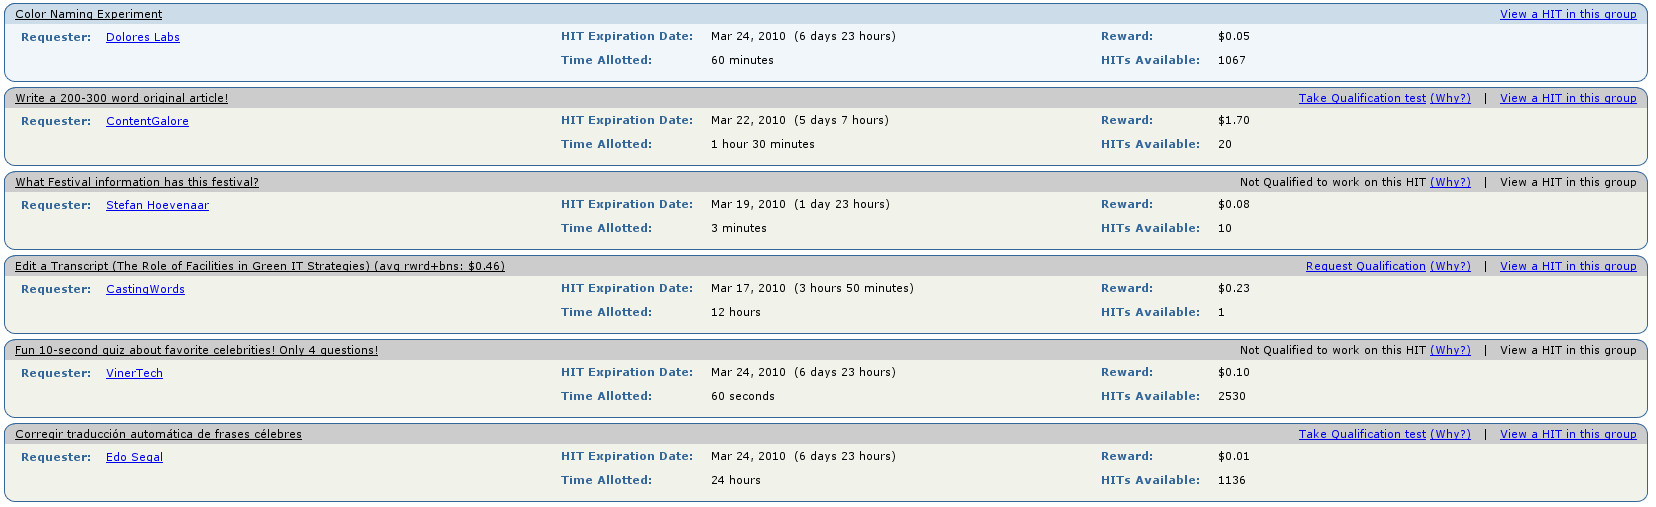 Color Naming Experiment View a HIT in this group
Requester: Dolores Labs HIT Expiration Date: Mar 24, 2010 (6 days 23 hours) Reward: $0.05
Time Allotted: 60 minutes HITs Available: 1067
Write a 200-300 word original article! Take Qualification test (Why?) | View a HIT in this group
Requester: ContentGalore HIT Expiration Date: Mar 22, 2010 (5 days 7 hours) Reward: $1.70
Time Allotted: 1 hour 30 minutes HITs Available: 20
What Festival information has this festival? Not Qualified to work on this HIT (Why?) | View a HIT in this group
Requester: Stefan Hoevenaar HIT Expiration Date: Mar 19, 2010 (1 day 23 hours) Reward: $0.08
Time Allotted: 3 minutes HITs Available: 10
Edit a Transcript (The Role of Facilities in Green IT Strategies) (avg rwrd+bns: $0.46) Request Qualification (Why?) | View a HIT in this group
Requester: CastingWords HIT Expiration Date: Mar 17, 2010 (3 hours 50 minutes) Reward: $0.23
Time Allotted: 12 hours HITs Available: 1
Fun 10-second quiz about favorite celebrities! Only 4 questions! Not Qualified to work on this HIT (Why?) | View a HIT in this group
Requester: VinerTech HIT Expiration Date: Mar 24, 2010 (6 days 23 hours) Reward: $0.10
Time Allotted: 60 seconds HITs Available: 2530
Corregir traducción automática de frases célebres Take Qualification test (Why?) | View a HIT in this group
Requester: Edo Segal HIT Expiration Date: Mar 24, 2010 (6 days 23 hours) Reward: $0.01
Time Allotted: 24 hours HITs Available: 1136